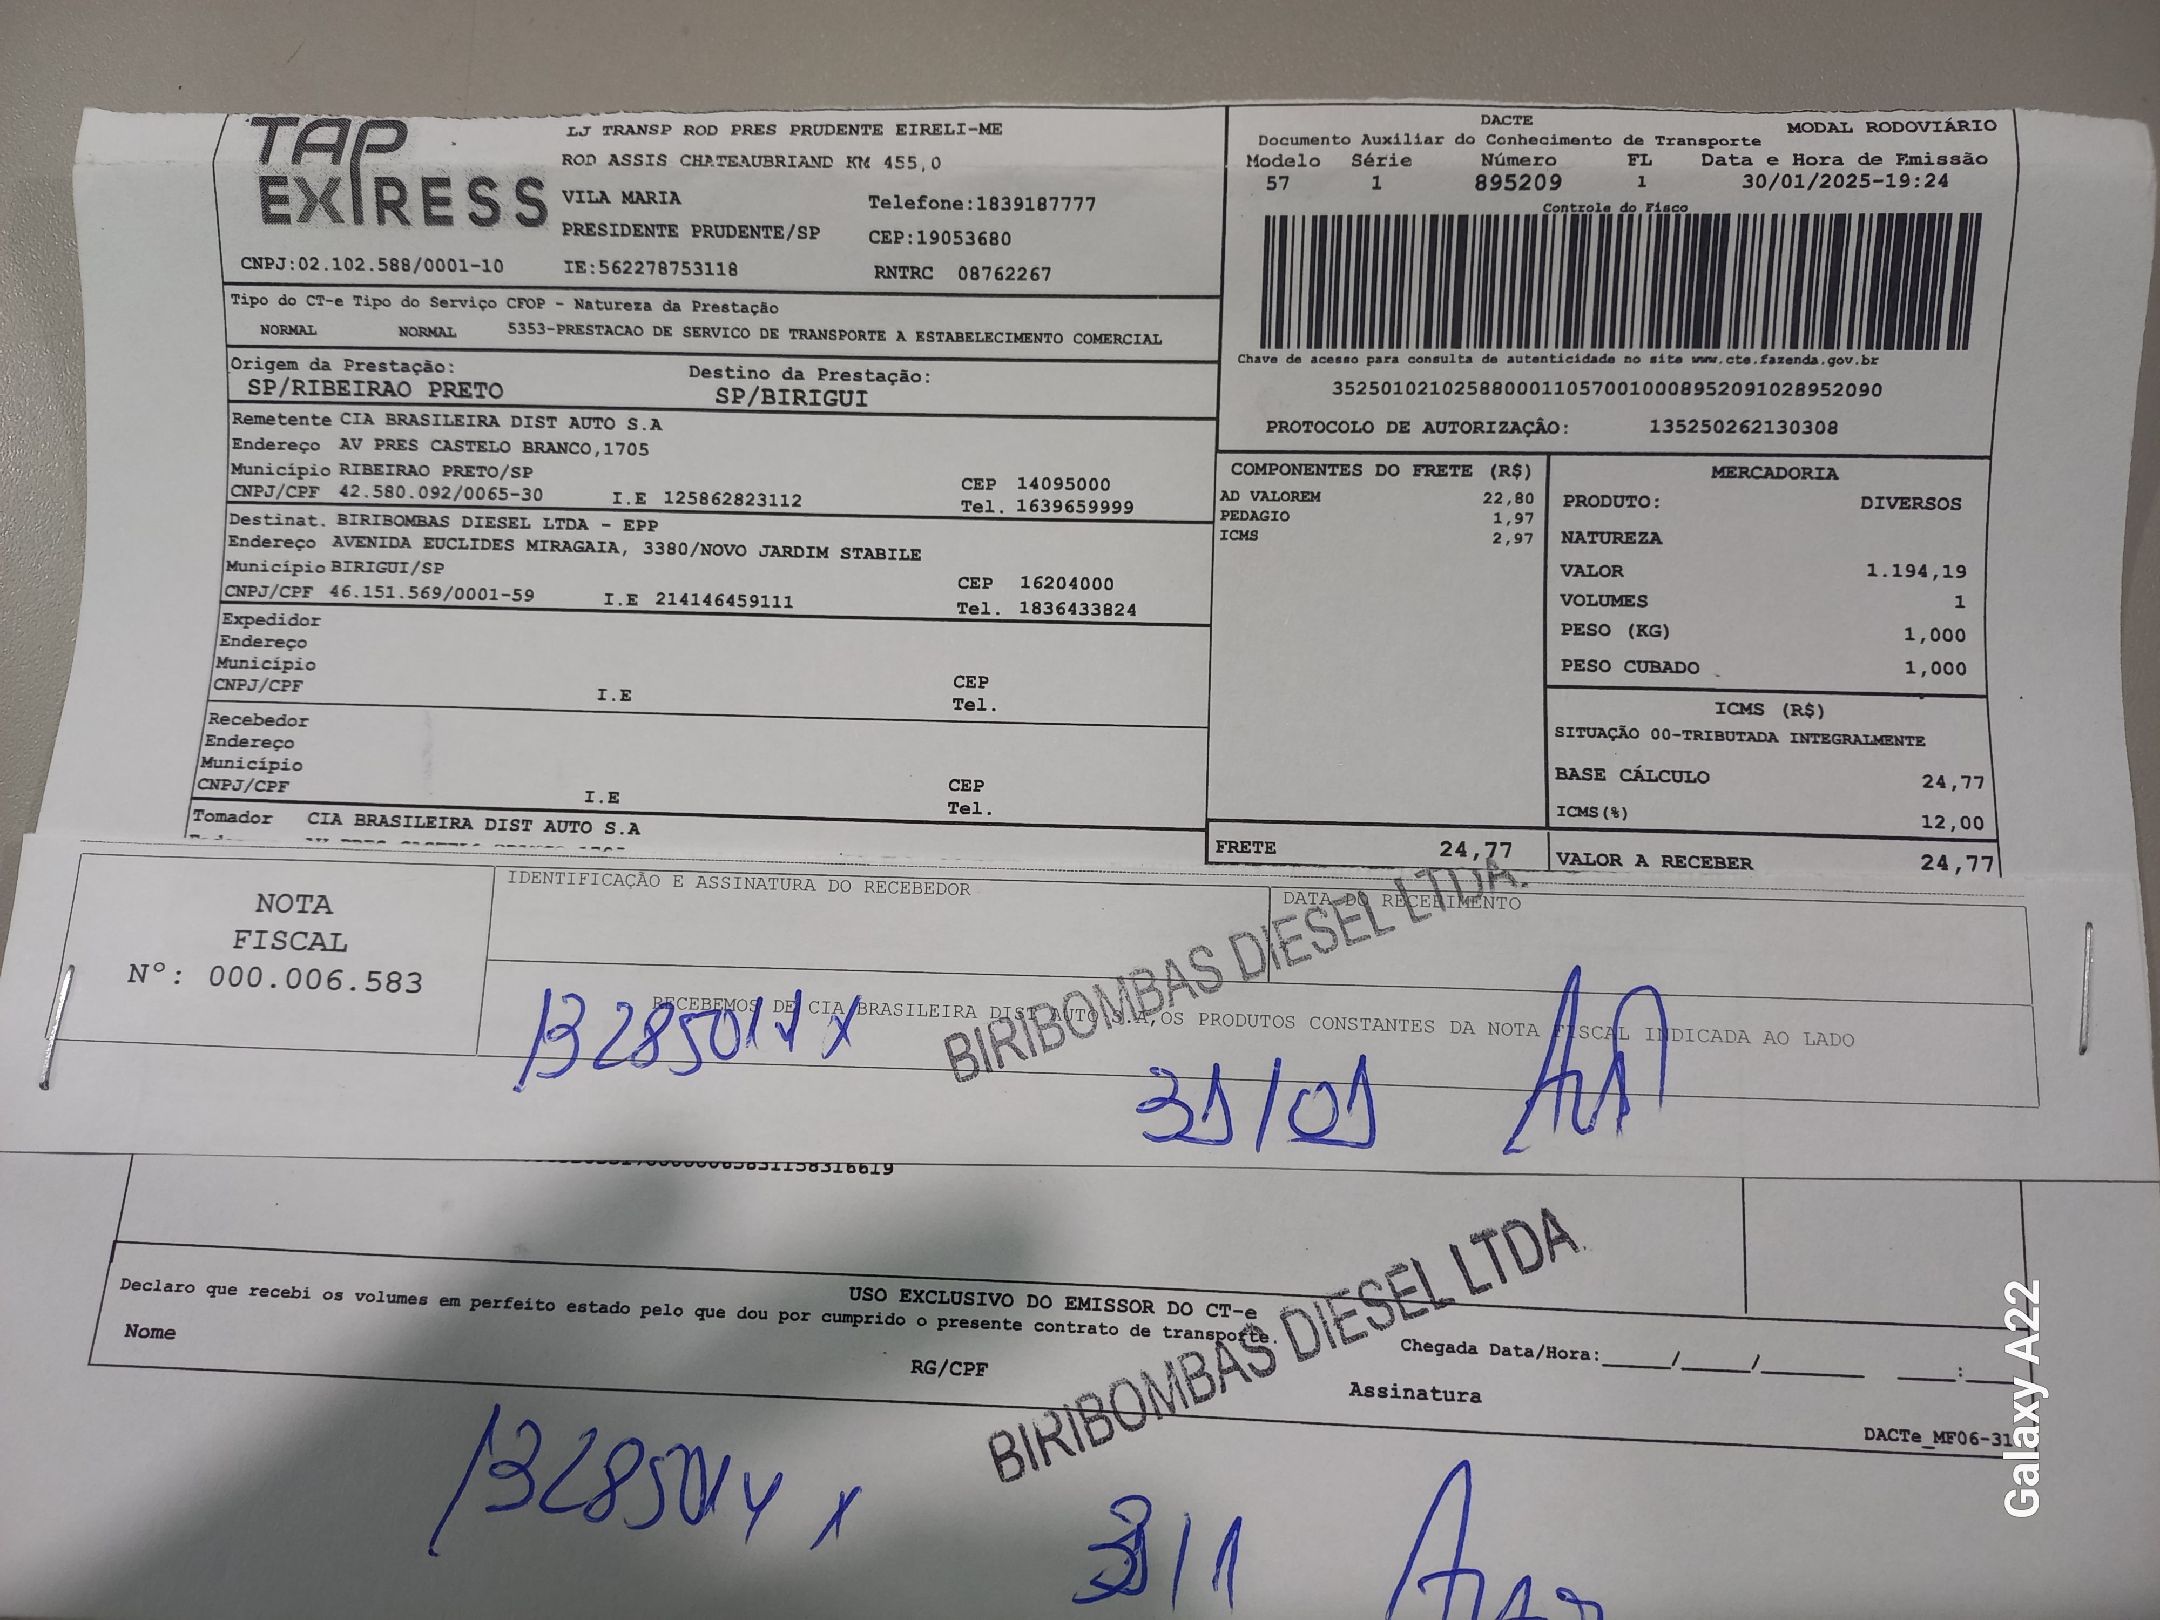 TAP EXPRESS
LJ TRANSP ROD PRES PRUDENTE EIRELI-ME
ROD ASSIS CHATEAUBRIAND KM 455,0
VILA MARIA Telefone:1839187777
PRESIDENTE PRUDENTE/SP CEP:19053680
CNPJ:02.102.588/0001-10 IE:562278753118 RNTRC 08762267
DACTE
Documento Auxiliar do Conhecimento de Transporte MODAL RODOVIÁRIO
Modelo Série Número FL Data e Hora de Emissão
57 1 895209 1 30/01/2025-19:24
Controle do Fisco
Chave de acesso para consulta de autenticidade no site www.cte.fazenda.gov.br
35250102102588000110570010008952091028952090
PROTOCOLO DE AUTORIZAÇÂO: 135250262130308
Tipo do CT-e Tipo do Serviço CFOP - Natureza da Prestação
NORMAL NORMAL 5353-PRESTACAO DE SERVICO DE TRANSPORTE A ESTABELECIMENTO COMERCIAL
Origem da Prestação: Destino da Prestação:
SP/RIBEIRAO PRETO SP/BIRIGUI
Remetente CIA BRASILEIRA DIST AUTO S.A
Endereço AV PRES CASTELO BRANCO,1705
Município RIBEIRAO PRETO/SP CEP 14095000
CNPJ/CPF 42.580.092/0065-30 I.E 125862823112 Tel. 1639659999
Destinat. BIRIBOMBAS DIESEL LTDA - EPP
Endereço AVENIDA EUCLIDES MIRAGAIA, 3380/NOVO JARDIM STABILE
Município BIRIGUI/SP CEP 16204000
CNPJ/CPF 46.151.569/0001-59 I.E 214146459111 Tel. 1836433824
Expedidor
Endereço
Município CEP
CNPJ/CPF I.E Tel.
Recebedor
Endereço
Município CEP
CNPJ/CPF I.E Tel.
Tomador CIA BRASILEIRA DIST AUTO S.A
COMPONENTES DO FRETE (R$)
AD VALOREM 22,80
PEDAGIO 1,97
ICMS 2,97
FRETE 24,77
MERCADORIA
PRODUTO: DIVERSOS
NATUREZA
VALOR 1.194,19
VOLUMES 1
PESO (KG) 1,000
PESO CUBADO 1,000
ICMS (R$)
SITUAÇÃO 00-TRIBUTADA INTEGRALMENTE
BASE CÁLCULO 24,77
ICMS(%) 12,00
VALOR A RECEBER 24,77
NOTA
FISCAL
Nº: 000.006.583
IDENTIFICAÇÃO E ASSINATURA DO RECEBEDOR
DATA DO RECEBIMENTO
RECEBEMOS DE CIA BRASILEIRA DIST AUTO S.A,OS PRODUTOS CONSTANTES DA NOTA FISCAL INDICADA AO LADO
BIRIBOMBAS DIESEL LTDA.
31/01
USO EXCLUSIVO DO EMISSOR DO CT-e
Declaro que recebi os volumes em perfeito estado pelo que dou por cumprido o presente contrato de transporte.
Nome RG/CPF Assinatura
Chegada Data/Hora:_____/_____/________ ____:____
DACTe_MF06-31
BIRIBOMBAS DIESEL LTDA.
Galaxy A22